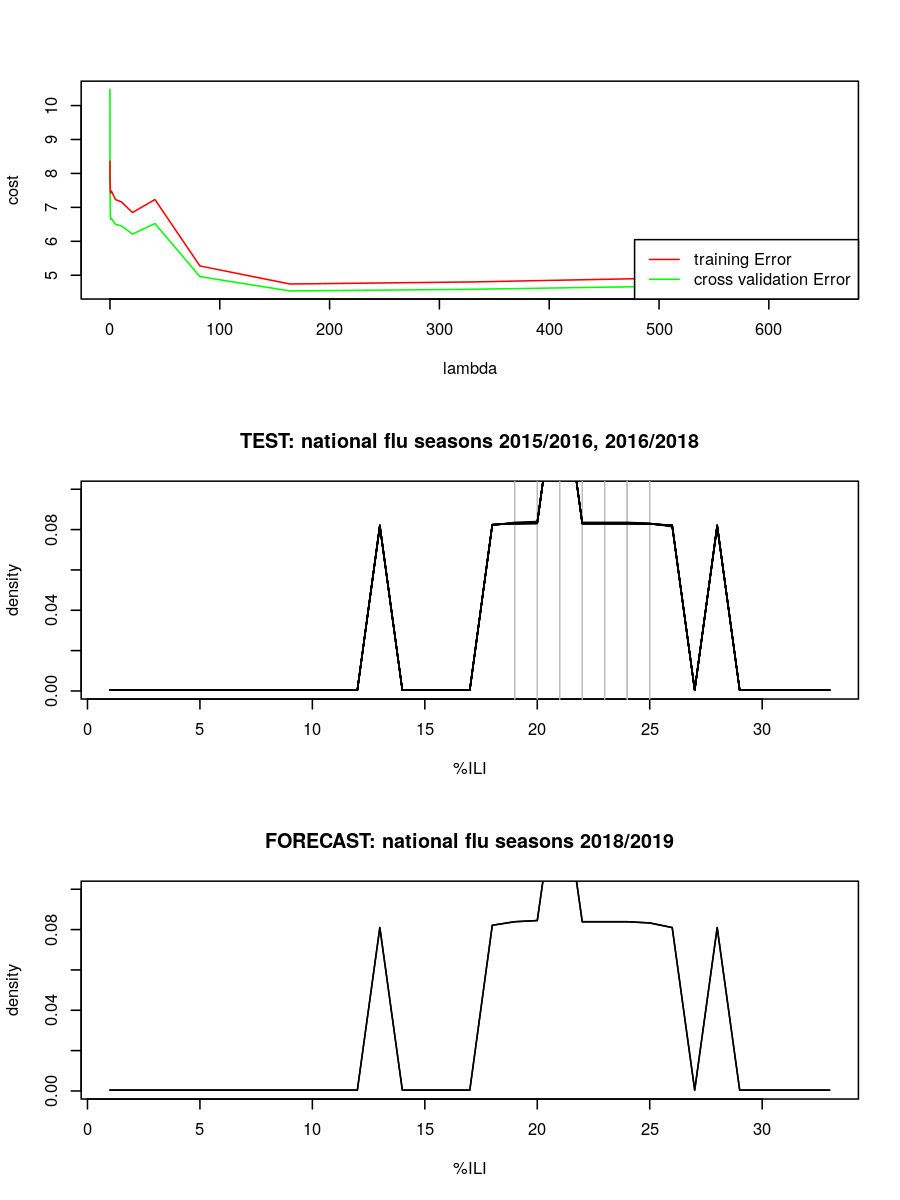 10
9
8
7
6
5
cost
training Error
cross validation Error
0 100 200 300 400 500 600
lambda
TEST: national flu seasons 2015/2016, 2016/2018
0.08
0.04
0.00
density
0 5 10 15 20 25 30
%ILI
FORECAST: national flu seasons 2018/2019
0.08
0.04
0.00
density
0 5 10 15 20 25 30
%ILI